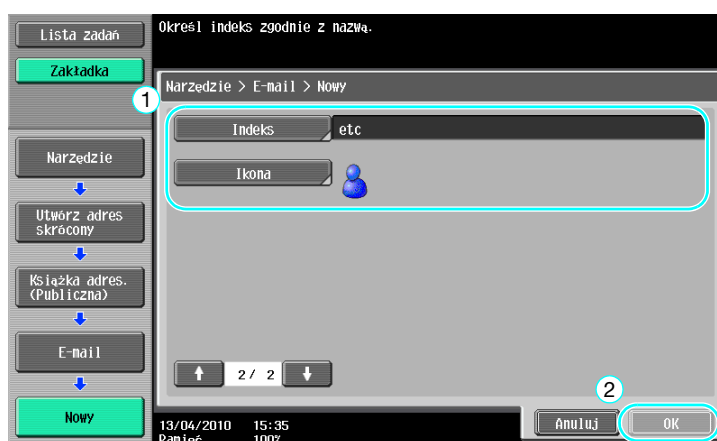 Lista zadań
Zakładka
Określ indeks zgodnie z nazwą.
Narzędzie > E-mail > Nowy
1
Indeks
etc
Ikona
Narzędzie
Utwórz adres
skrócony
Książka adres.
(Publiczna)
E-mail
Nowy
2/ 2
2
Anuluj
OK
13/04/2010 15:35
Pamięć 100%